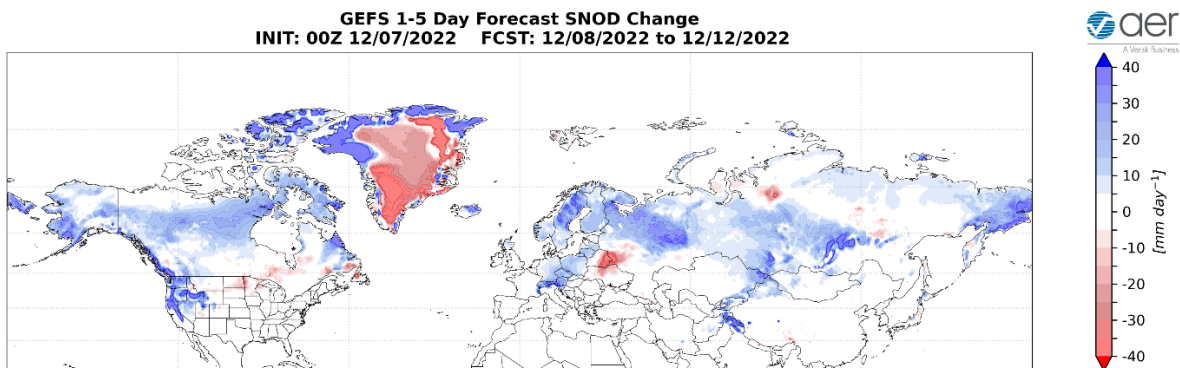 GEFS 1-5 Day Forecast SNOD Change
INIT: 00Z 12/07/2022 FCST: 12/08/2022 to 12/12/2022
aer
A Verisk Business
40
30
20
10
0
-10
-20
-30
-40
[mm day−1]